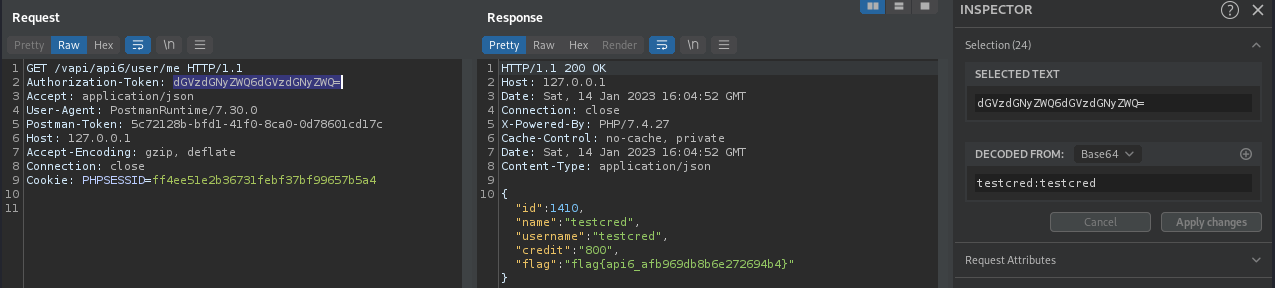 Request
Pretty Raw Hex \n
1 GET /vapi/api6/user/me HTTP/1.1
2 Authorization-Token: dGVzdGNyZWQ6dGVzdGNyZWQ=
3 Accept: application/json
4 User-Agent: PostmanRuntime/7.30.0
5 Postman-Token: 5c72128b-bfd1-41f0-8ca0-0d78601cd17c
6 Host: 127.0.0.1
7 Accept-Encoding: gzip, deflate
8 Connection: close
9 Cookie: PHPSESSID=ff4ee51e2b36731febf37bf99657b5a4
10
11
Response
Pretty Raw Hex Render \n
1 HTTP/1.1 200 OK
2 Host: 127.0.0.1
3 Date: Sat, 14 Jan 2023 16:04:52 GMT
4 Connection: close
5 X-Powered-By: PHP/7.4.27
6 Cache-Control: no-cache, private
7 Date: Sat, 14 Jan 2023 16:04:52 GMT
8 Content-Type: application/json
9
10 {
"id":1410,
"name":"testcred",
"username":"testcred",
"credit":"800",
"flag":"flag{api6_afb969db8b6e272694b4}"
}
INSPECTOR
Selection (24)
SELECTED TEXT
dGVzdGNyZWQ6dGVzdGNyZWQ=
DECODED FROM: Base64
testcred:testcred
Cancel Apply changes
Request Attributes